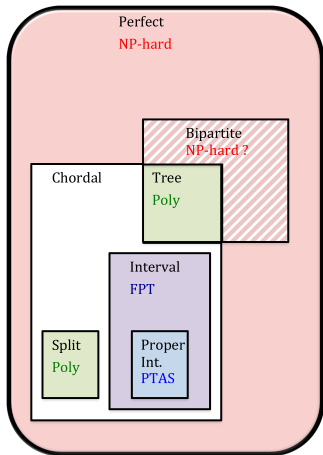 Perfect
NP-hard
Bipartite
NP-hard ?
Chordal
Tree
Poly
Interval
FPT
Split
Poly
Proper
Int.
PTAS